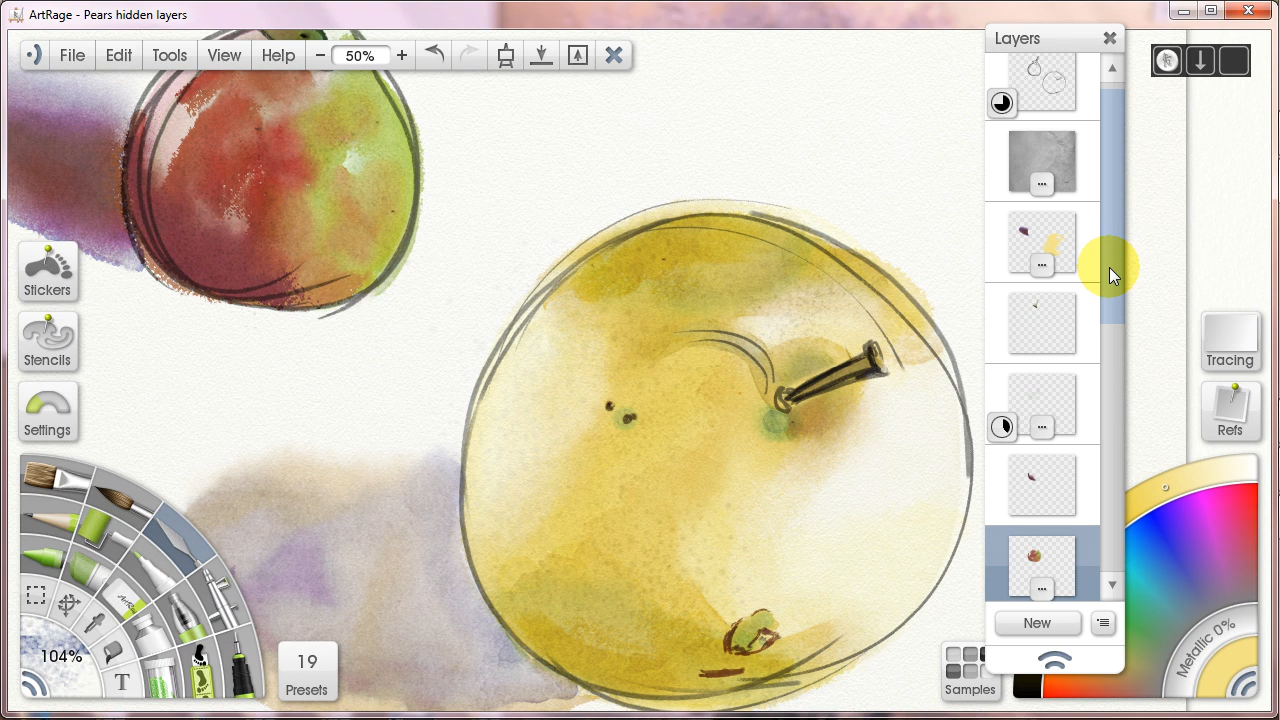 ArtRage - Pears hidden layers
File Edit Tools View Help 50%
Layers
Stickers
Stencils
Settings
Tracing
Refs
104%
T
19
Presets
New
Samples
Metallic 0%